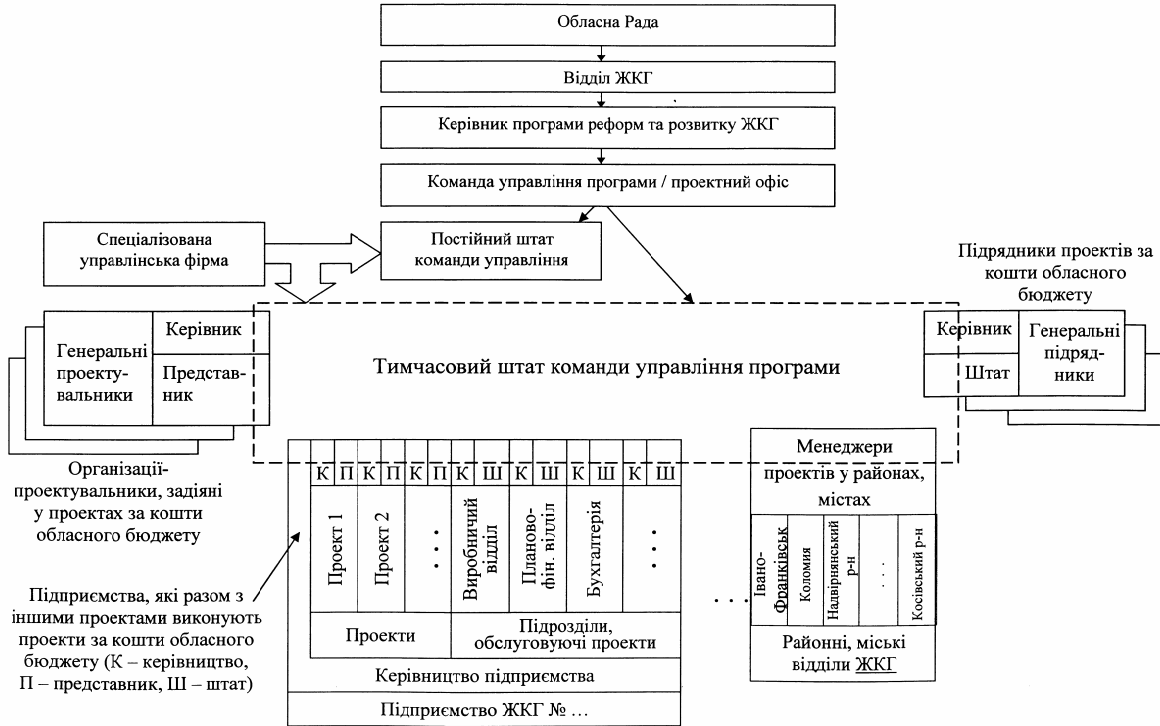 Обласна Рада
Відділ ЖКГ
Керівник програми реформ та розвитку ЖКГ
Команда управління програми / проектний офіс
Спеціалізована
управлінська фірма
Постійний штат
команди управління
Підрядники проектів за
кошти обласного
бюджету
Генеральні
проекту-
вальники
Керівник
Представ-
ник
Тимчасовий штат команди управління програми
Керівник
Штат
Генеральні
підряд-
ники
Організації-
проектувальники, задіяні
у проектах за кошти
обласного бюджету
К П К П К П К Ш К Ш К Ш К Ш
Проект 1
Проект 2
. . .
Виробничий
відділ
Планово-
фін. відділ
Бухгалтерія
. . .
Проекти
Підрозділи,
обслуговуючі проекти
Керівництво підприємства
Підприємство ЖКГ № …
Підприємства, які разом з
іншими проектами виконують
проекти за кошти обласного
бюджету (К – керівництво,
П – представник, Ш – штат)
. . .
Менеджери
проектів у районах,
містах
Івано-
Франківськ
Коломия
Надвірнянський
р-н
. . . .
Косівський р-н
Районні, міські
відділи ЖКГ